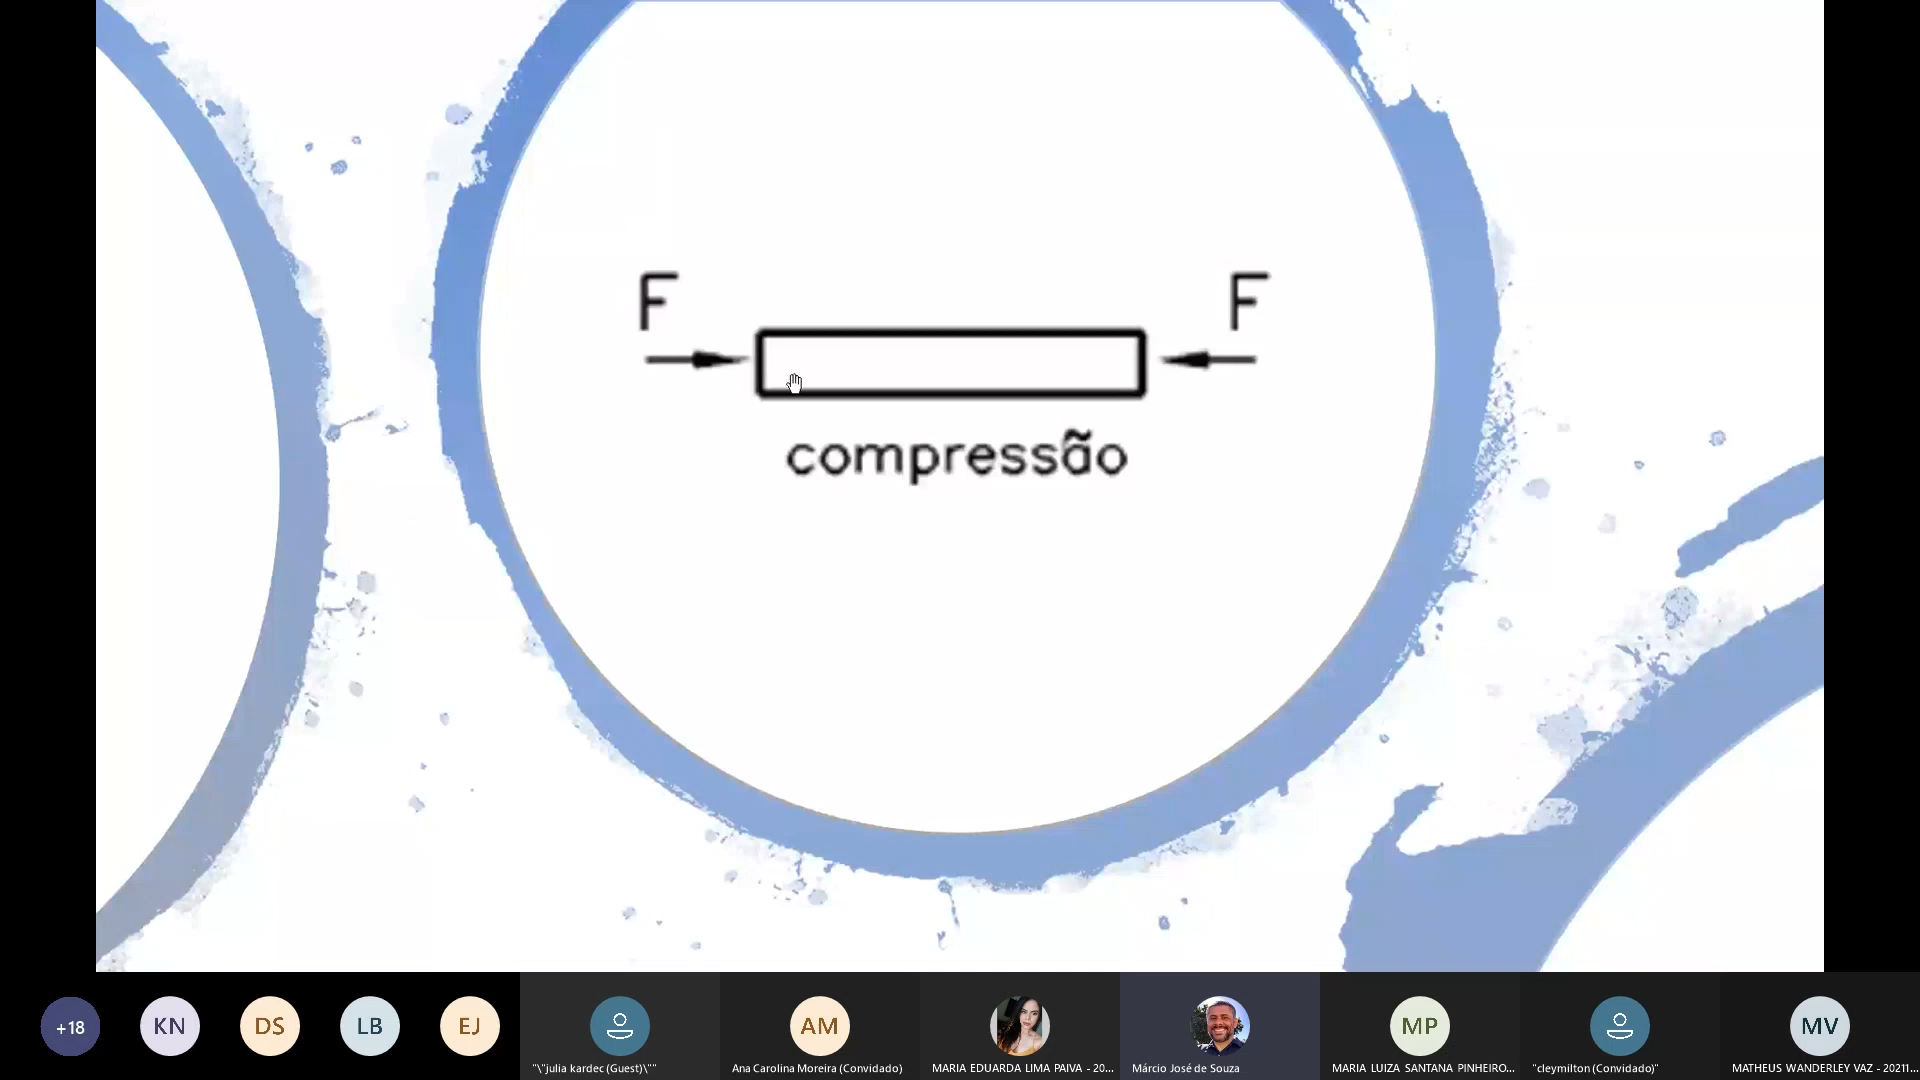 F
F
compressão
+18
KN
DS
LB
EJ
AM
MP
MV
"\"julia kardec (Guest)\""
Ana Carolina Moreira (Convidado)
MARIA EDUARDA LIMA PAIVA - 20...
Márcio José de Souza
MARIA LUIZA SANTANA PINHEIRO...
"cleymilton (Convidado)"
MATHEUS WANDERLEY VAZ - 20211...